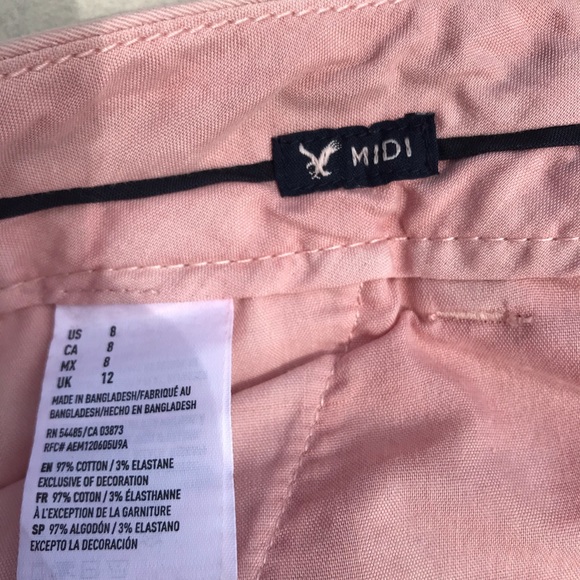 MIDI
US 8
CA 8
MX 8
UK 12
MADE IN BANGLADESH/FABRIQUÉ AU
BANGLADESH/HECHO EN BANGLADESH
RN 54485/CA 03873
RFC# AEM120605U9A
EN 97% COTTON / 3% ELASTANE
EXCLUSIVE OF DECORATION
FR 97% COTON / 3% ÉLASTHANNE
À L'EXCEPTION DE LA GARNITURE
SP 97% ALGODÓN / 3% ELASTANO
EXCEPTO LA DECORACIÓN